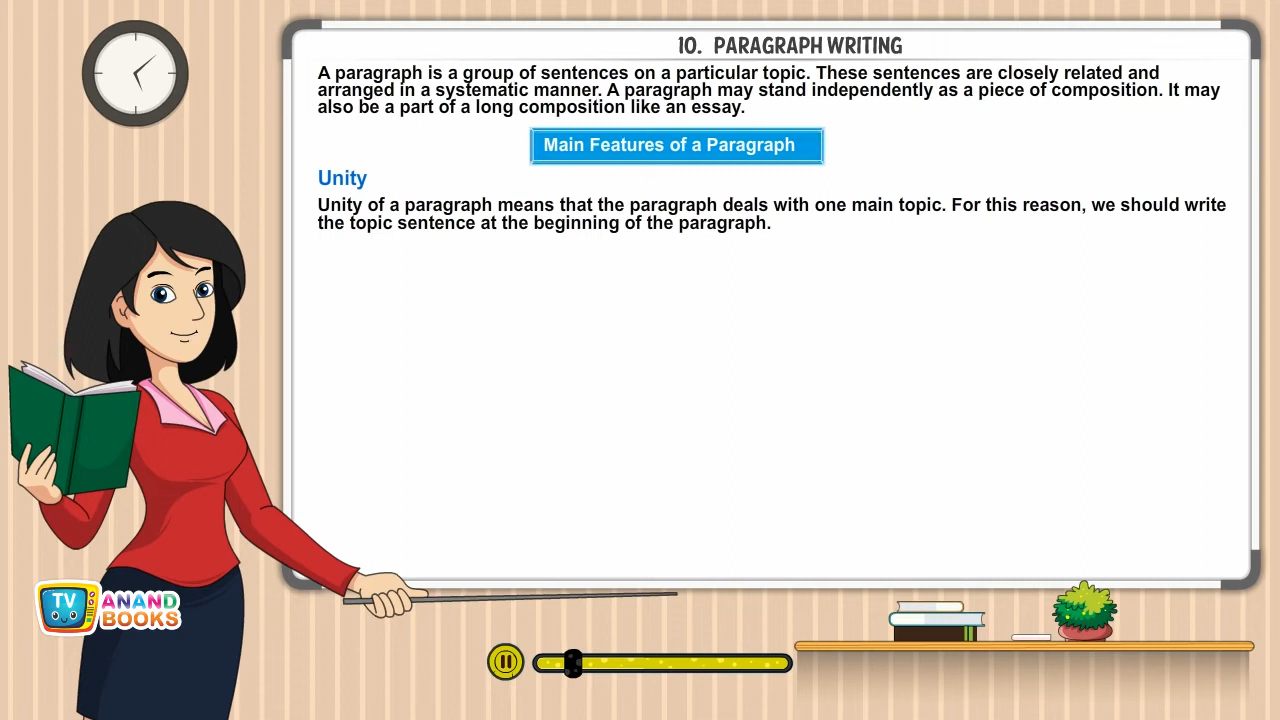 10. PARAGRAPH WRITING
A paragraph is a group of sentences on a particular topic. These sentences are closely related and
arranged in a systematic manner. A paragraph may stand independently as a piece of composition. It may
also be a part of a long composition like an essay.
Main Features of a Paragraph
Unity
Unity of a paragraph means that the paragraph deals with one main topic. For this reason, we should write
the topic sentence at the beginning of the paragraph.
TV
ANAND
BOOKS